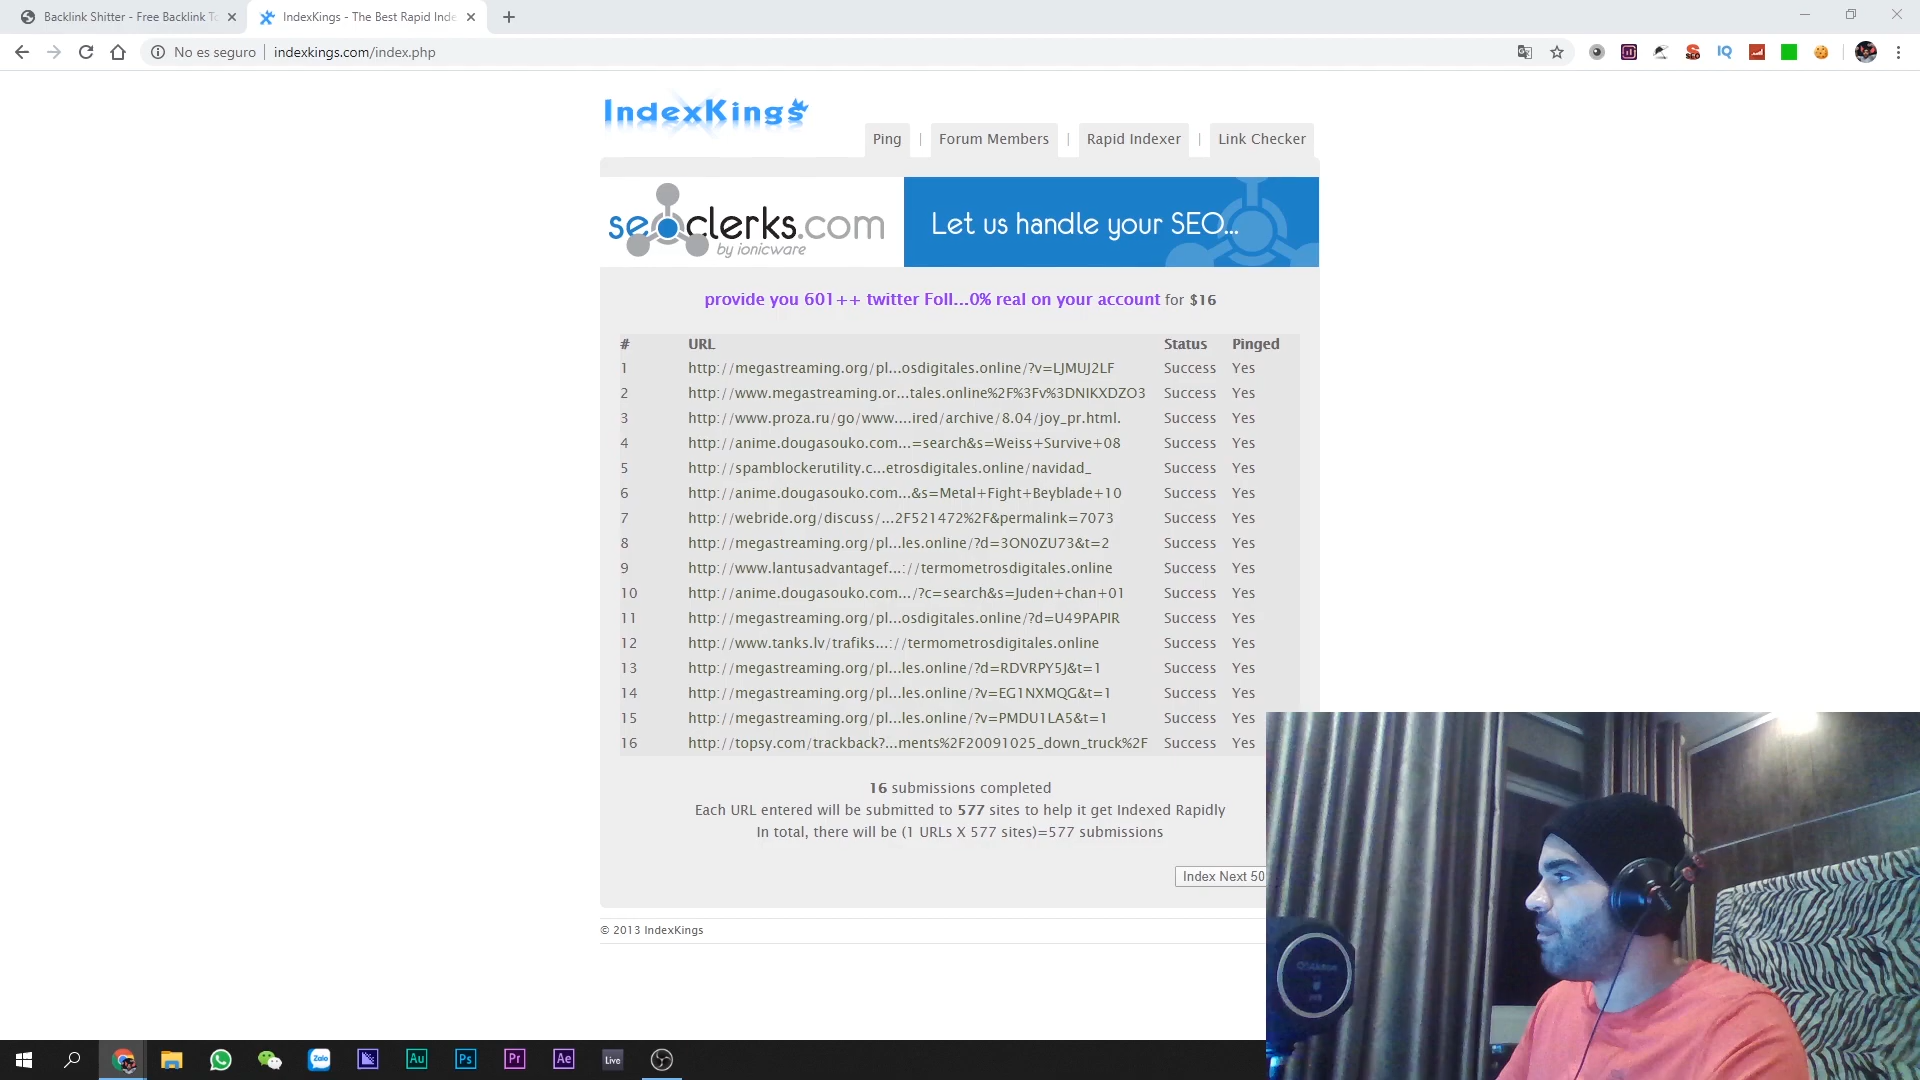 Backlink Shitter - Free Backlink To
IndexKings - The Best Rapid Inde
No es seguro | indexkings.com/index.php
SEO
IQ
IndexKings
Ping | Forum Members | Rapid Indexer | Link Checker
seoclerks.com
by ionicware
Let us handle your SEO...
provide you 601++ twitter Foll...0% real on your account for $16
# URL Status Pinged
1 http://megastreaming.org/pl...osdigitales.online/?v=LJMUJ2LF Success Yes
2 http://www.megastreaming.or...tales.online%2F%3Fv%3DNIKXDZO3 Success Yes
3 http://www.proza.ru/go/www....ired/archive/8.04/joy_pr.html. Success Yes
4 http://anime.dougasouko.com...=search&s=Weiss+Survive+08 Success Yes
5 http://spamblockerutility.c...etrosdigitales.online/navidad_ Success Yes
6 http://anime.dougasouko.com...&s=Metal+Fight+Beyblade+10 Success Yes
7 http://webride.org/discuss/...2F521472%2F&permalink=7073 Success Yes
8 http://megastreaming.org/pl...les.online/?d=3ON0ZU73&t=2 Success Yes
9 http://www.lantusadvantagef...://termometrosdigitales.online Success Yes
10 http://anime.dougasouko.com.../?c=search&s=Juden+chan+01 Success Yes
11 http://megastreaming.org/pl...osdigitales.online/?d=U49PAPIR Success Yes
12 http://www.tanks.lv/trafiks...://termometrosdigitales.online Success Yes
13 http://megastreaming.org/pl...les.online/?d=RDVRPY5J&t=1 Success Yes
14 http://megastreaming.org/pl...les.online/?v=EG1NXMQG&t=1 Success Yes
15 http://megastreaming.org/pl...les.online/?v=PMDU1LA5&t=1 Success Yes
16 http://topsy.com/trackback?...ments%2F20091025_down_truck%2F Success Yes
16 submissions completed
Each URL entered will be submitted to 577 sites to help it get Indexed Rapidly
In total, there will be (1 URLs X 577 sites)=577 submissions
Index Next 50
© 2013 IndexKings
Zalo
Au
Ps
Pr
Ae
Live